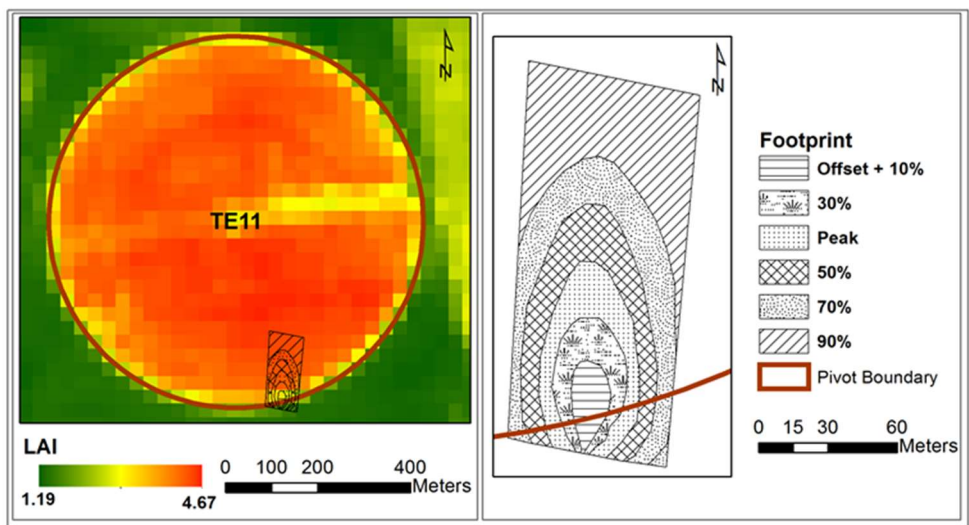 N
TE11
LAI
1.19
4.67
0 100 200 400
Meters
N
Footprint
Offset + 10%
30%
Peak
50%
70%
90%
Pivot Boundary
0 15 30 60
Meters